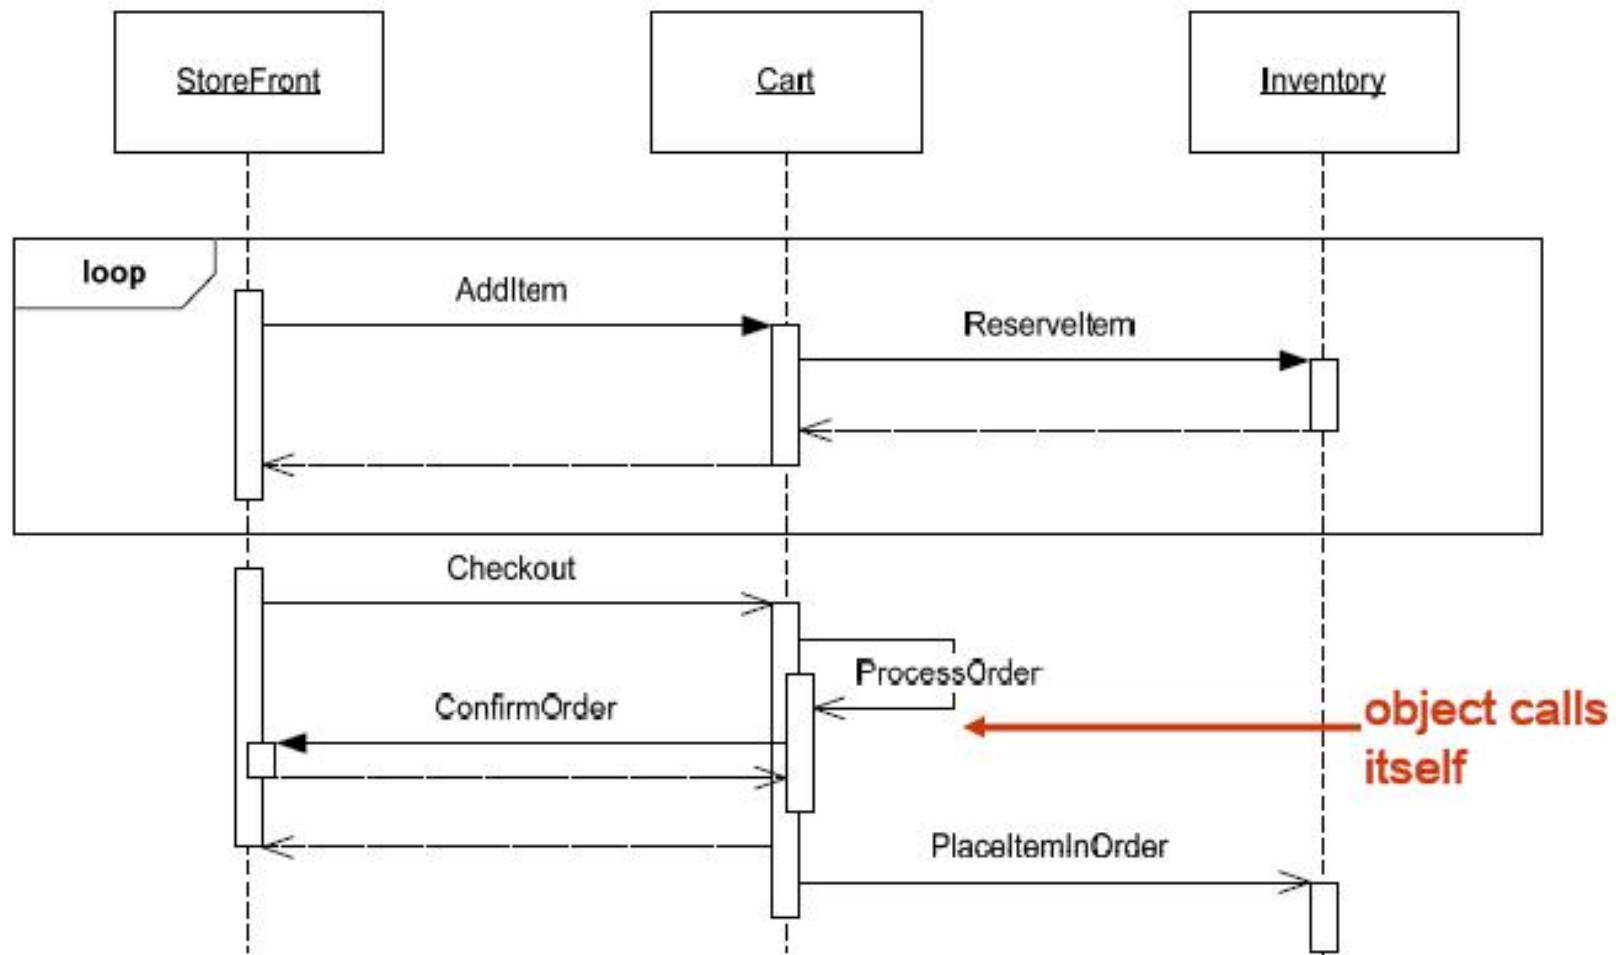 StoreFront
Cart
Inventory
loop
AddItem
ReserveItem
Checkout
ProcessOrder
ConfirmOrder
object calls
itself
PlaceItemInOrder